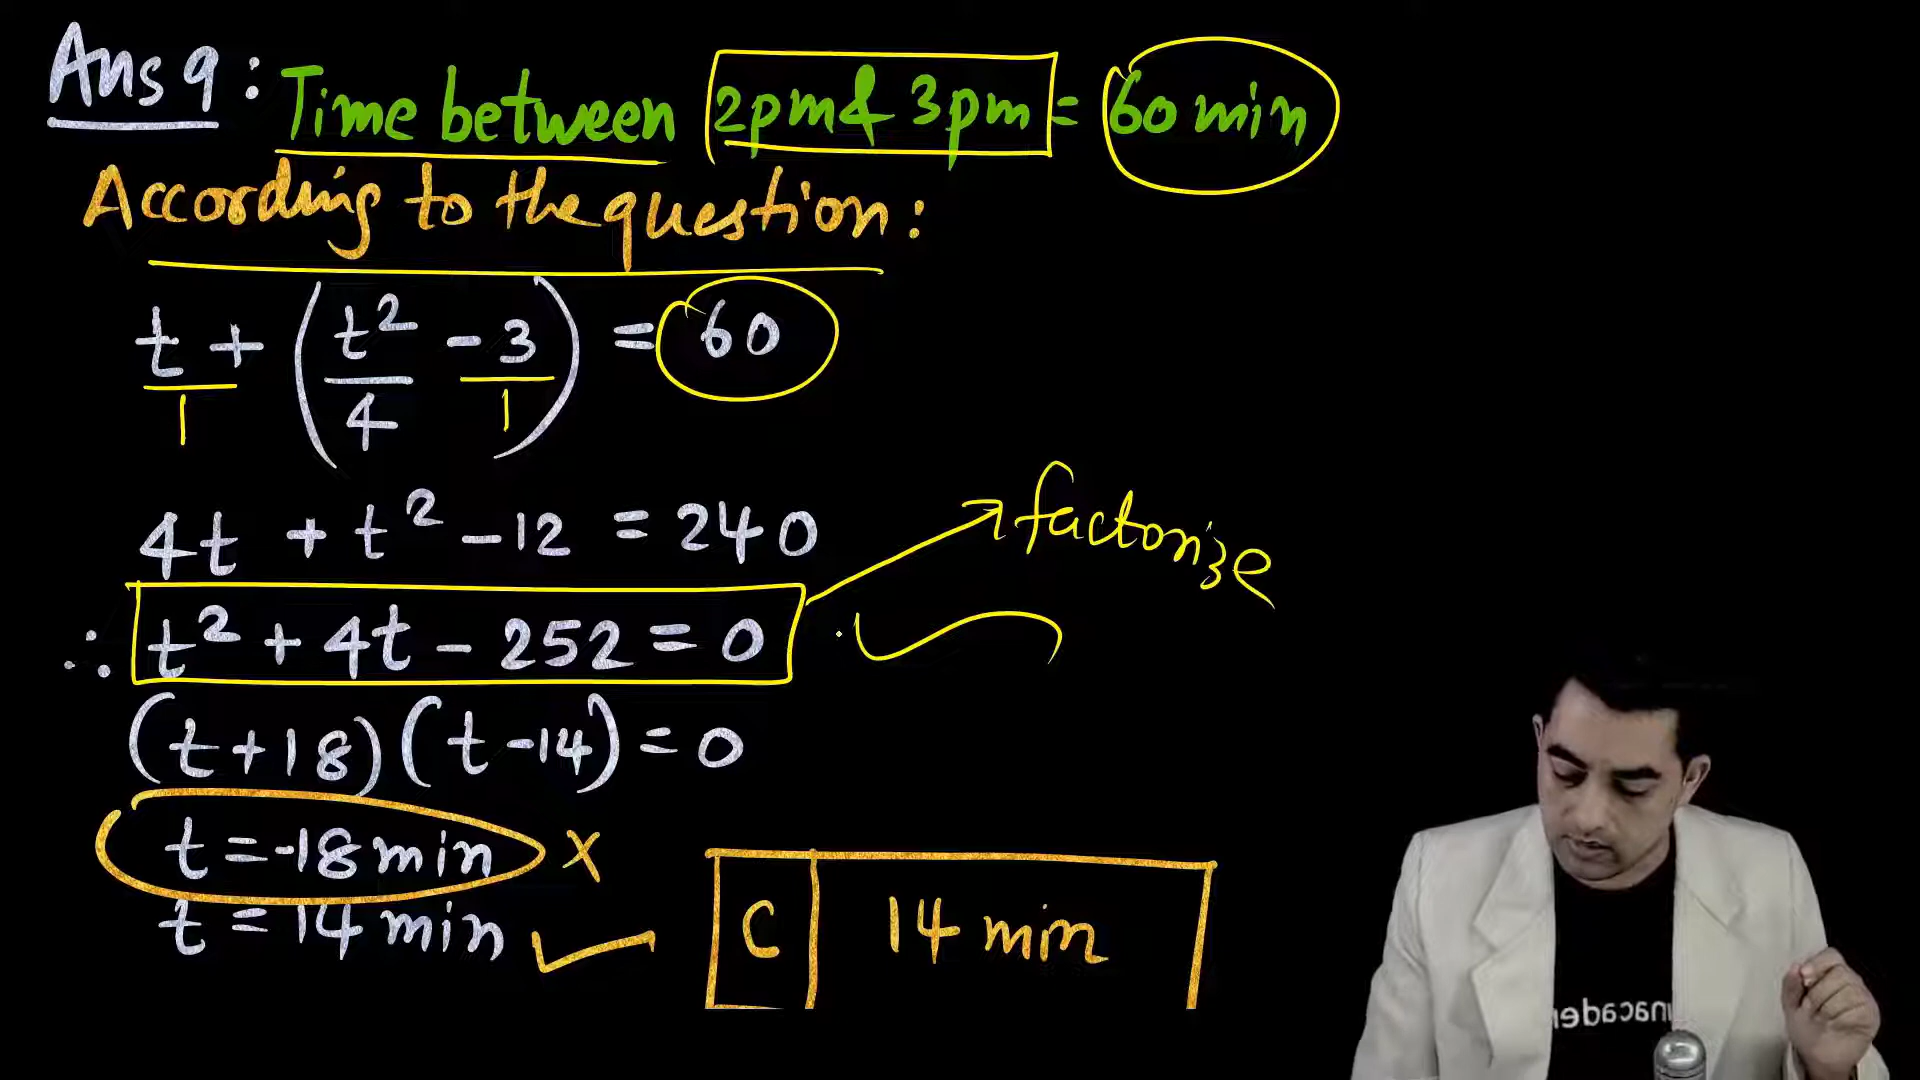 Ans 9 : Time between 2pm & 3pm = 60 min
According to the question :
t/1 + (t²/4 - 3/1) = 60
4t + t² - 12 = 240
factorize
∴ t² + 4t - 252 = 0
(t+18)(t-14) = 0
t = -18 min x
t = 14 min ✓
C 14 min
unacadem